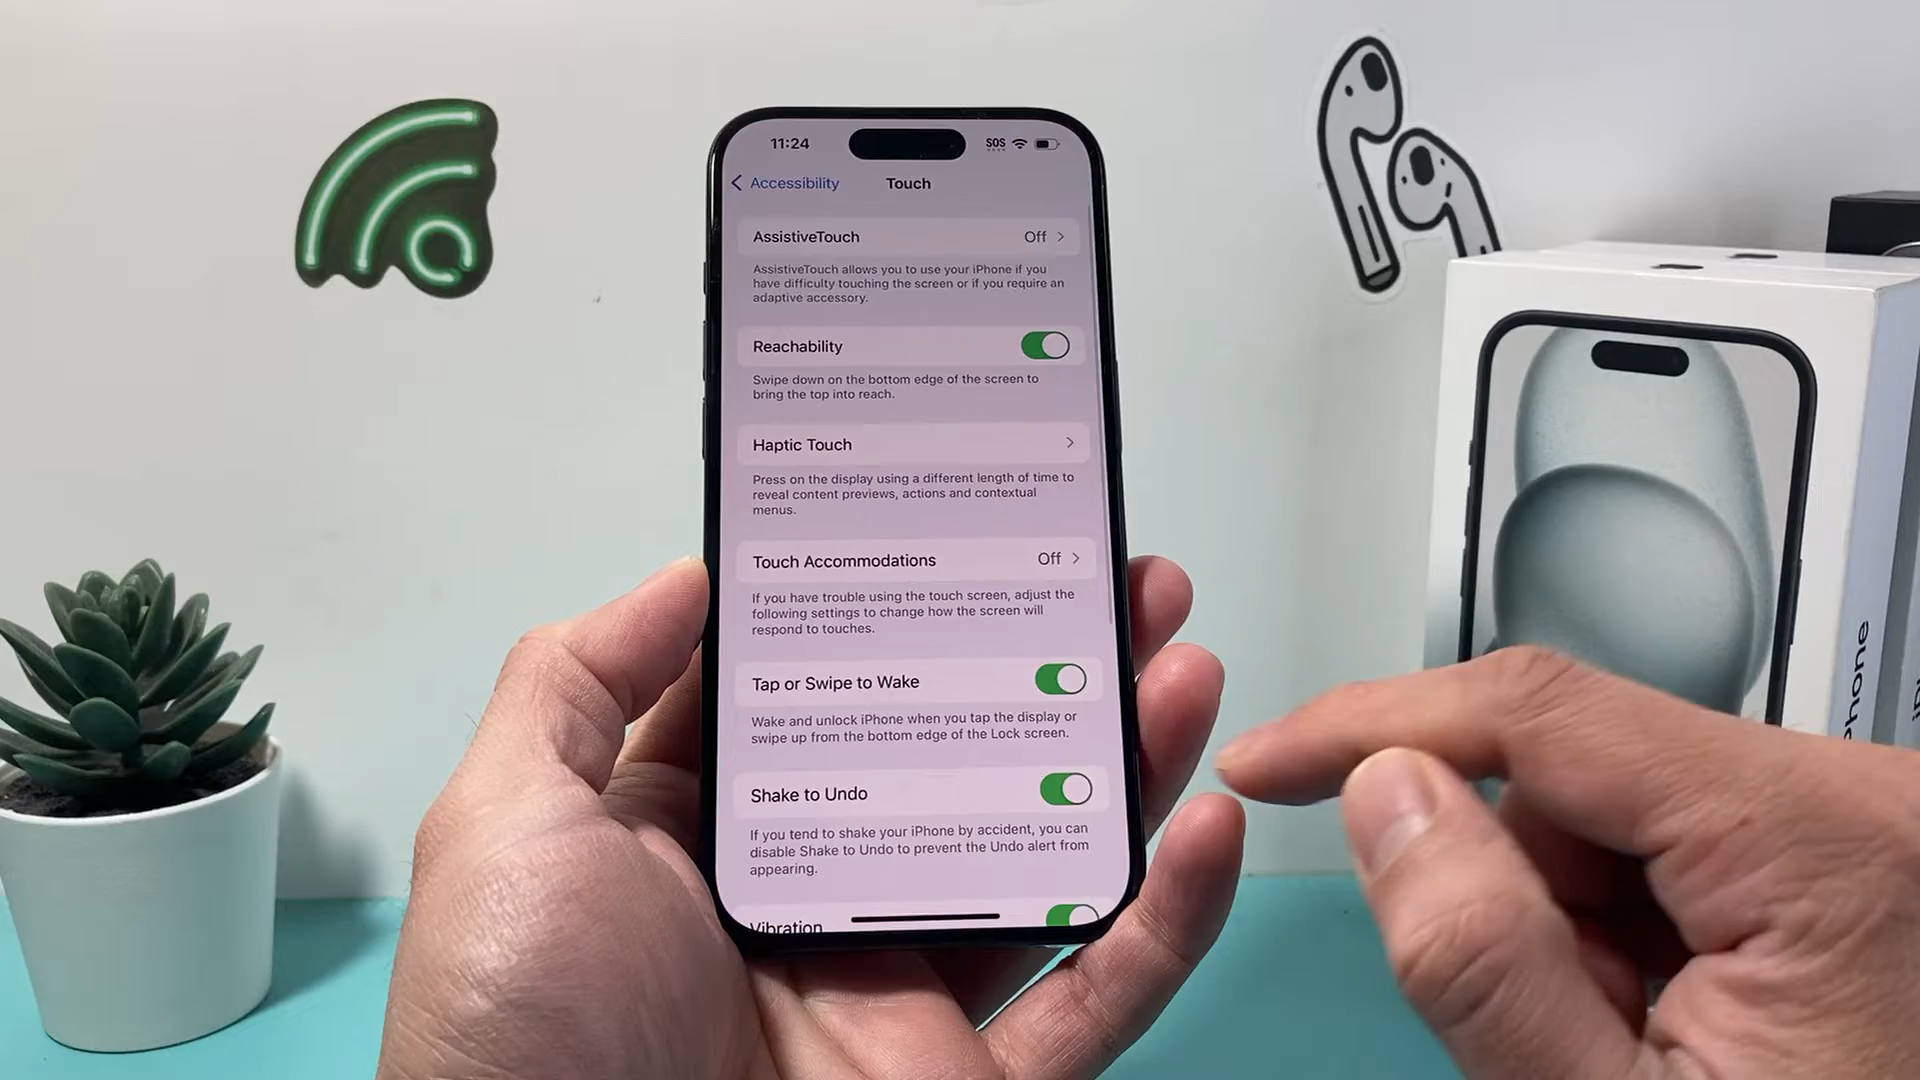 11:24 SOS
Accessibility Touch
AssistiveTouch Off
AssistiveTouch allows you to use your iPhone if you
have difficulty touching the screen or if you require an
adaptive accessory.
Reachability
Swipe down on the bottom edge of the screen to
bring the top into reach.
Haptic Touch
Press on the display using a different length of time to
reveal content previews, actions and contextual
menus.
Touch Accommodations Off
If you have trouble using the touch screen, adjust the
following settings to change how the screen will
respond to touches.
Tap or Swipe to Wake
Wake and unlock iPhone when you tap the display or
swipe up from the bottom edge of the Lock screen.
Shake to Undo
If you tend to shake your iPhone by accident, you can
disable Shake to Undo to prevent the Undo alert from
appearing.
Vibration